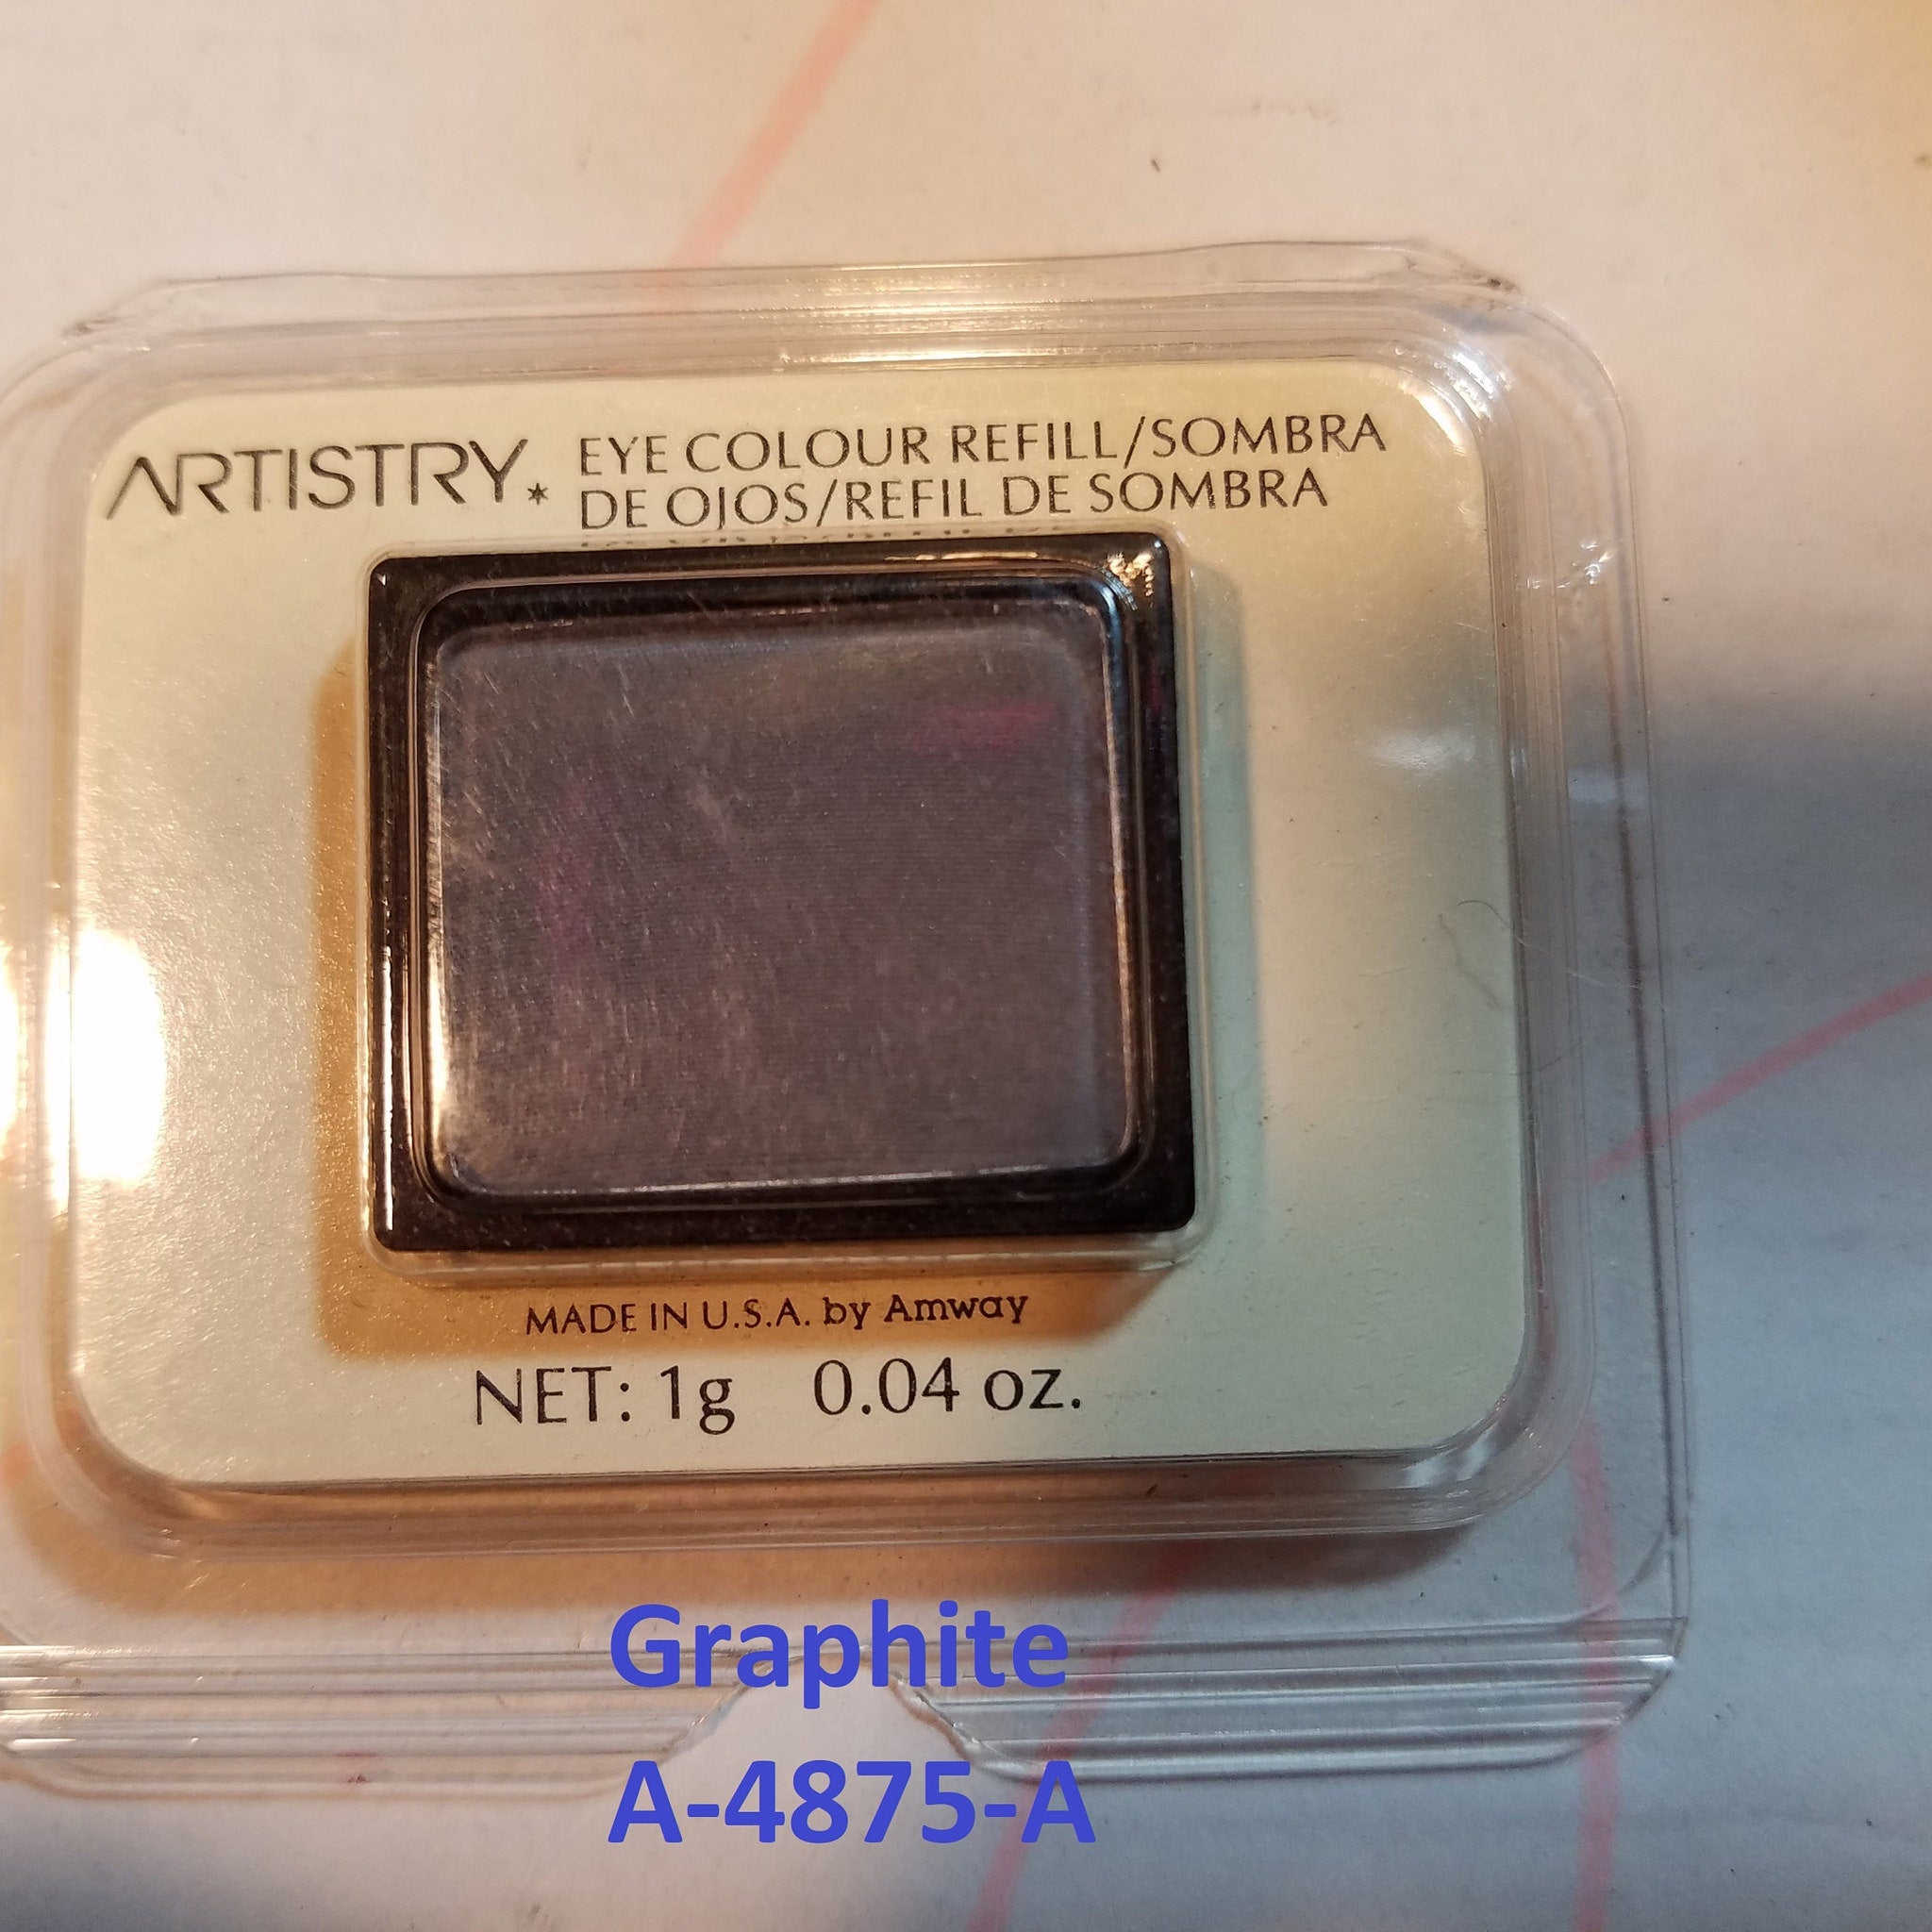 ARTISTRY* EYE COLOUR REFILL/SOMBRA
DE OJOS/REFIL DE SOMBRA
MADE IN U.S.A. by Amway
NET: 1g 0.04 oz.
Graphite
A-4875-A